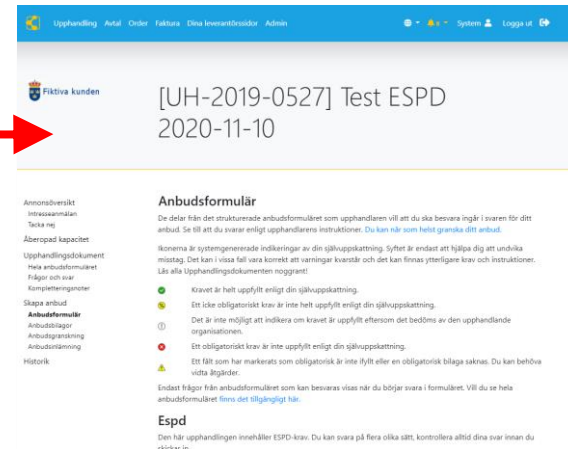 Upphandling Avtal Order Faktura Dina leverantörssidor Admin
System Logga ut
Fiktiva kunden
[UH-2019-0527] Test ESPD
2020-11-10
Annonsöversikt
Intresseanmälan
Tacka nej
Åberopad kapacitet
Upphandlingsdokument
Hela anbudsformuläret
Frågor och svar
Kompletteringanoter
Skapa anbud
Anbudsformulär
Anbudsbilagor
Anbudsgranskning
Anbudsinlämning
Historik
Anbudsformulär
De delar från det strukturerade anbudsformuläret som upphandlaren vill att du ska besvara ingår i svaren för ditt
anbud. Se till att du svarar enligt upphandlarens instruktioner. Du kan när som helst granska ditt anbud.
Ikonerna är systemgenererade indikeringar av din självuppskattning. Syftet är endast att hjälpa dig att undvika
misstag. Det kan i vissa fall vara korrekt att varningar kvarstår och det kan finnas ytterligare krav och instruktioner.
Läs alla Upphandlingsdokumenten noggrant!
Kravet är helt uppfyllt enligt din självuppskattning.
Ett icke obligatoriskt krav är inte helt uppfyllt enligt din självuppskattning.
Det är inte möjligt att indikera om kravet är uppfyllt eftersom det bedöms av den upphandlande
organisationen.
Ett obligatoriskt krav är inte uppfyllt enligt din självuppskattning.
Ett fält som har markerats som obligatorisk är inte ifyllt eller en obligatorisk bilaga saknas. Du kan behöva
vidta åtgärder.
Endast frågor från anbudsformuläret som kan besvaras visas när du börjar svara i formuläret. Vill du se hela
anbudsformuläret finns det tillgängligt här.
Espd
Den här upphandlingen innehåller ESPD-krav. Du kan svara på flera olika sätt, kontrollera alltid dina svar innan du
skickar in.